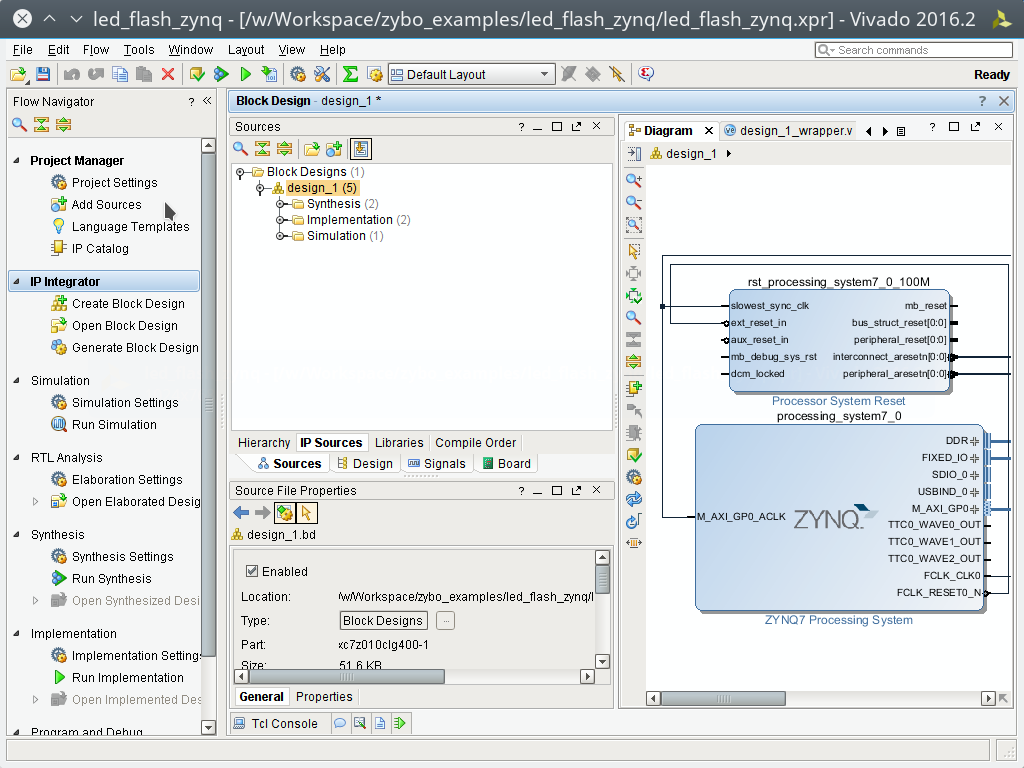 led_flash_zynq - [/w/Workspace/zybo_examples/led_flash_zynq/led_flash_zynq.xpr] - Vivado 2016.2
File Edit Flow Tools Window Layout View Help
Search commands
Default Layout
Ready
Flow Navigator
Project Manager
Project Settings
Add Sources
Language Templates
IP Catalog
IP Integrator
Create Block Design
Open Block Design
Generate Block Design
Simulation
Simulation Settings
Run Simulation
RTL Analysis
Elaboration Settings
Open Elaborated Desig
Synthesis
Synthesis Settings
Run Synthesis
Open Synthesized Desi
Implementation
Implementation Settings
Run Implementation
Open Implemented Des
Program and Debug
Block Design - design_1 *
Sources
Block Designs (1)
design_1 (5)
Synthesis (2)
Implementation (2)
Simulation (1)
Hierarchy IP Sources Libraries Compile Order
Sources Design Signals Board
Source File Properties
design_1.bd
Enabled
Location: /w/Workspace/zybo_examples/led_flash_zynq/l
Type: Block Designs ...
Part: xc7z010clg400-1
Size: 51.6 KB
General Properties
Tcl Console
Diagram design_1_wrapper.v
design_1
rst_processing_system7_0_100M
slowest_sync_clk mb_reset
ext_reset_in bus_struct_reset[0:0]
aux_reset_in peripheral_reset[0:0]
mb_debug_sys_rst interconnect_aresetn[0:0]
dcm_locked peripheral_aresetn[0:0]
Processor System Reset
processing_system7_0
DDR
FIXED_IO
SDIO_0
USBIND_0
M_AXI_GP0
M_AXI_GP0_ACLK ZYNQ TTC0_WAVE0_OUT
TTC0_WAVE1_OUT
TTC0_WAVE2_OUT
FCLK_CLK0
FCLK_RESET0_N
ZYNQ7 Processing System